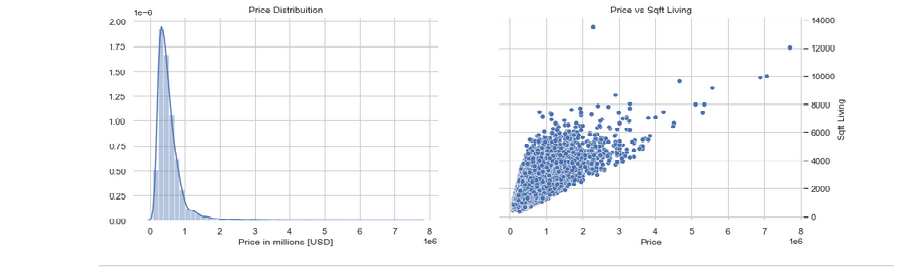 Price Distribuition
1e−6
2.00
1.75
1.50
1.25
1.00
0.75
0.50
0.25
0.00
0 1 2 3 4 5 6 7 8
1e6
Price in millions [USD]
Price vs Sqft Living
14000
12000
10000
8000
6000
4000
2000
0
Sqft Living
0 1 2 3 4 5 6 7 8
1e6
Price